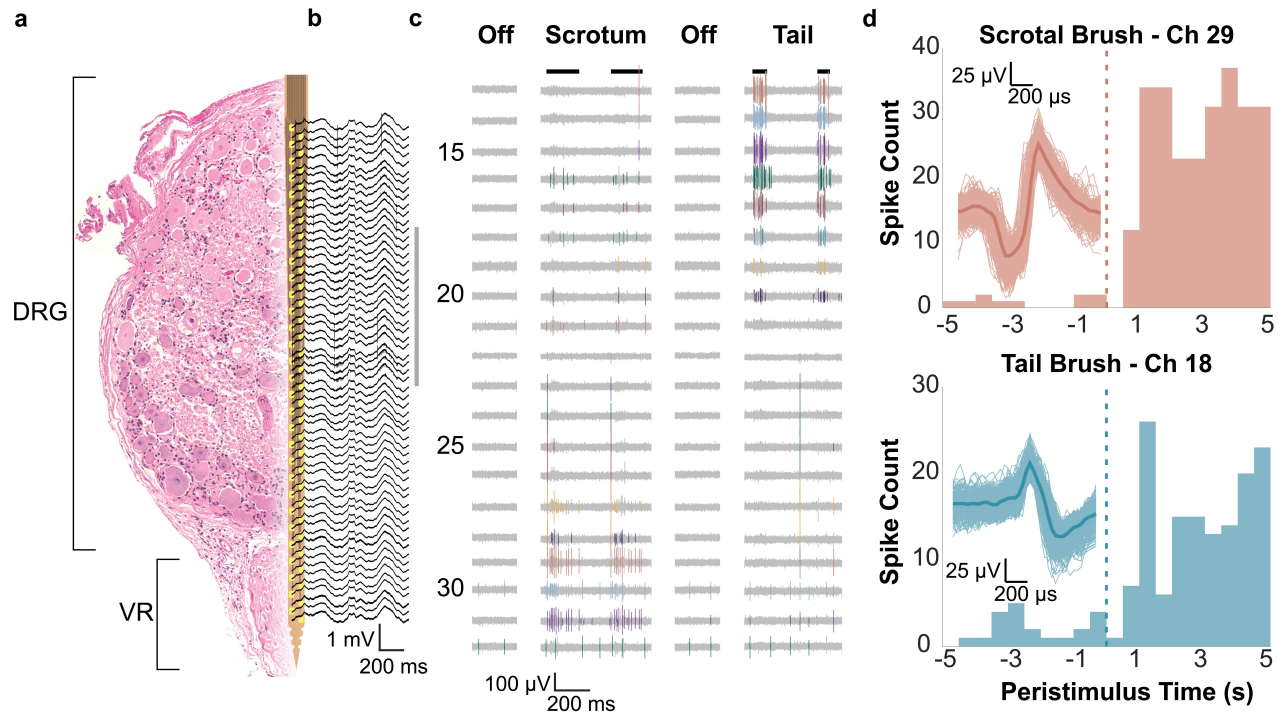 a
b
c
d
Off
Scrotum
Off
Tail
DRG
VR
1 mV
200 ms
15
20
25
30
100 µV
200 ms
Scrotal Brush - Ch 29
25 µV
200 µs
Spike Count
40
30
20
10
0
-5
-3
-1
1
3
5
Tail Brush - Ch 18
25 µV
200 µs
Spike Count
30
20
10
0
-5
-3
-1
1
3
5
Peristimulus Time (s)